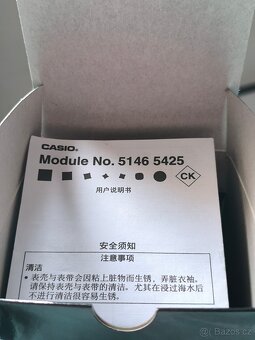 CASIO®
Module No. 5146 5425
CK
用户说明书
安全须知
注意事项
清洁
• 表壳与表带会因粘上脏物而生锈、弄脏衣袖。
请保持表壳与表带的清洁。尤其在浸过海水后
不进行清洁很容易生锈。